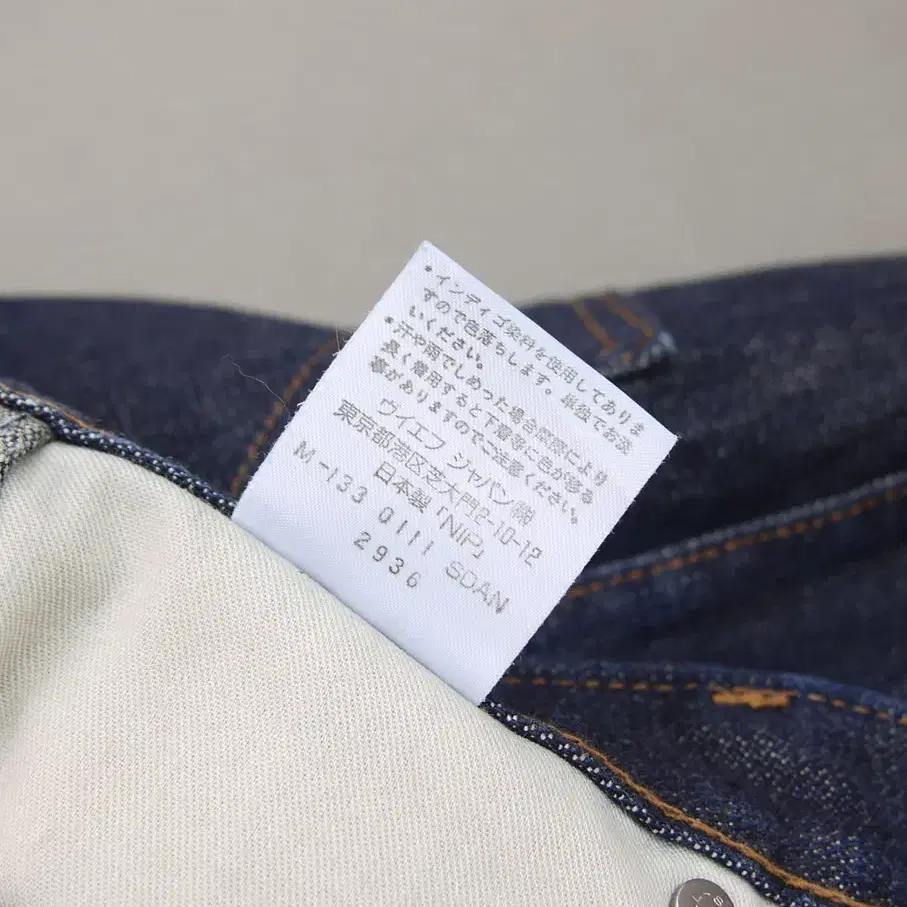 •インディゴ染料を使用してありま
すので色落ちします。最後でお洗
いください。
•汗や雨でしめった場合摩擦により
長く着用すると下着等に色が移る
事がありますのでご注意ください。
ヴイエフ ジャパン㈱
東京都港区芝大門2-10-12
日本製「NIP」
M-133 0111 SDAN
2936